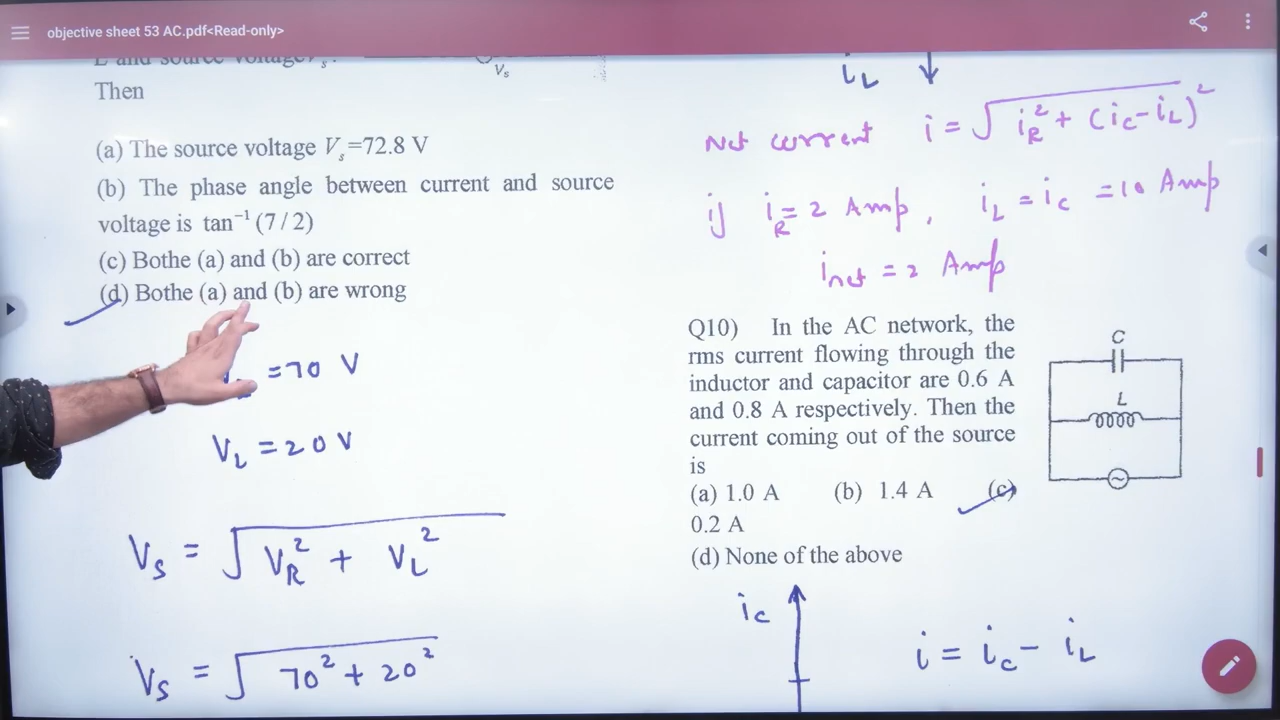 objective sheet 53 AC.pdf<Read-only>
L and source voltage Vs.
Vs
Then
(a) The source voltage Vs=72.8 V
(b) The phase angle between current and source
voltage is tan⁻¹ (7 / 2)
(c) Bothe (a) and (b) are correct
(d) Bothe (a) and (b) are wrong
=70 V
VL =20 V
Vs = √VR² + VL²
Vs = √70² + 20²
iL
Net current i = √iR² + (ic-iL)²
if iR=2 Amp, iL = ic =10 Amp
inet =2 Amp
Q10) In the AC network, the
rms current flowing through the
inductor and capacitor are 0.6 A
and 0.8 A respectively. Then the
current coming out of the source
is
(a) 1.0 A (b) 1.4 A (c)
0.2 A
(d) None of the above
C
L
ic
i = ic - iL